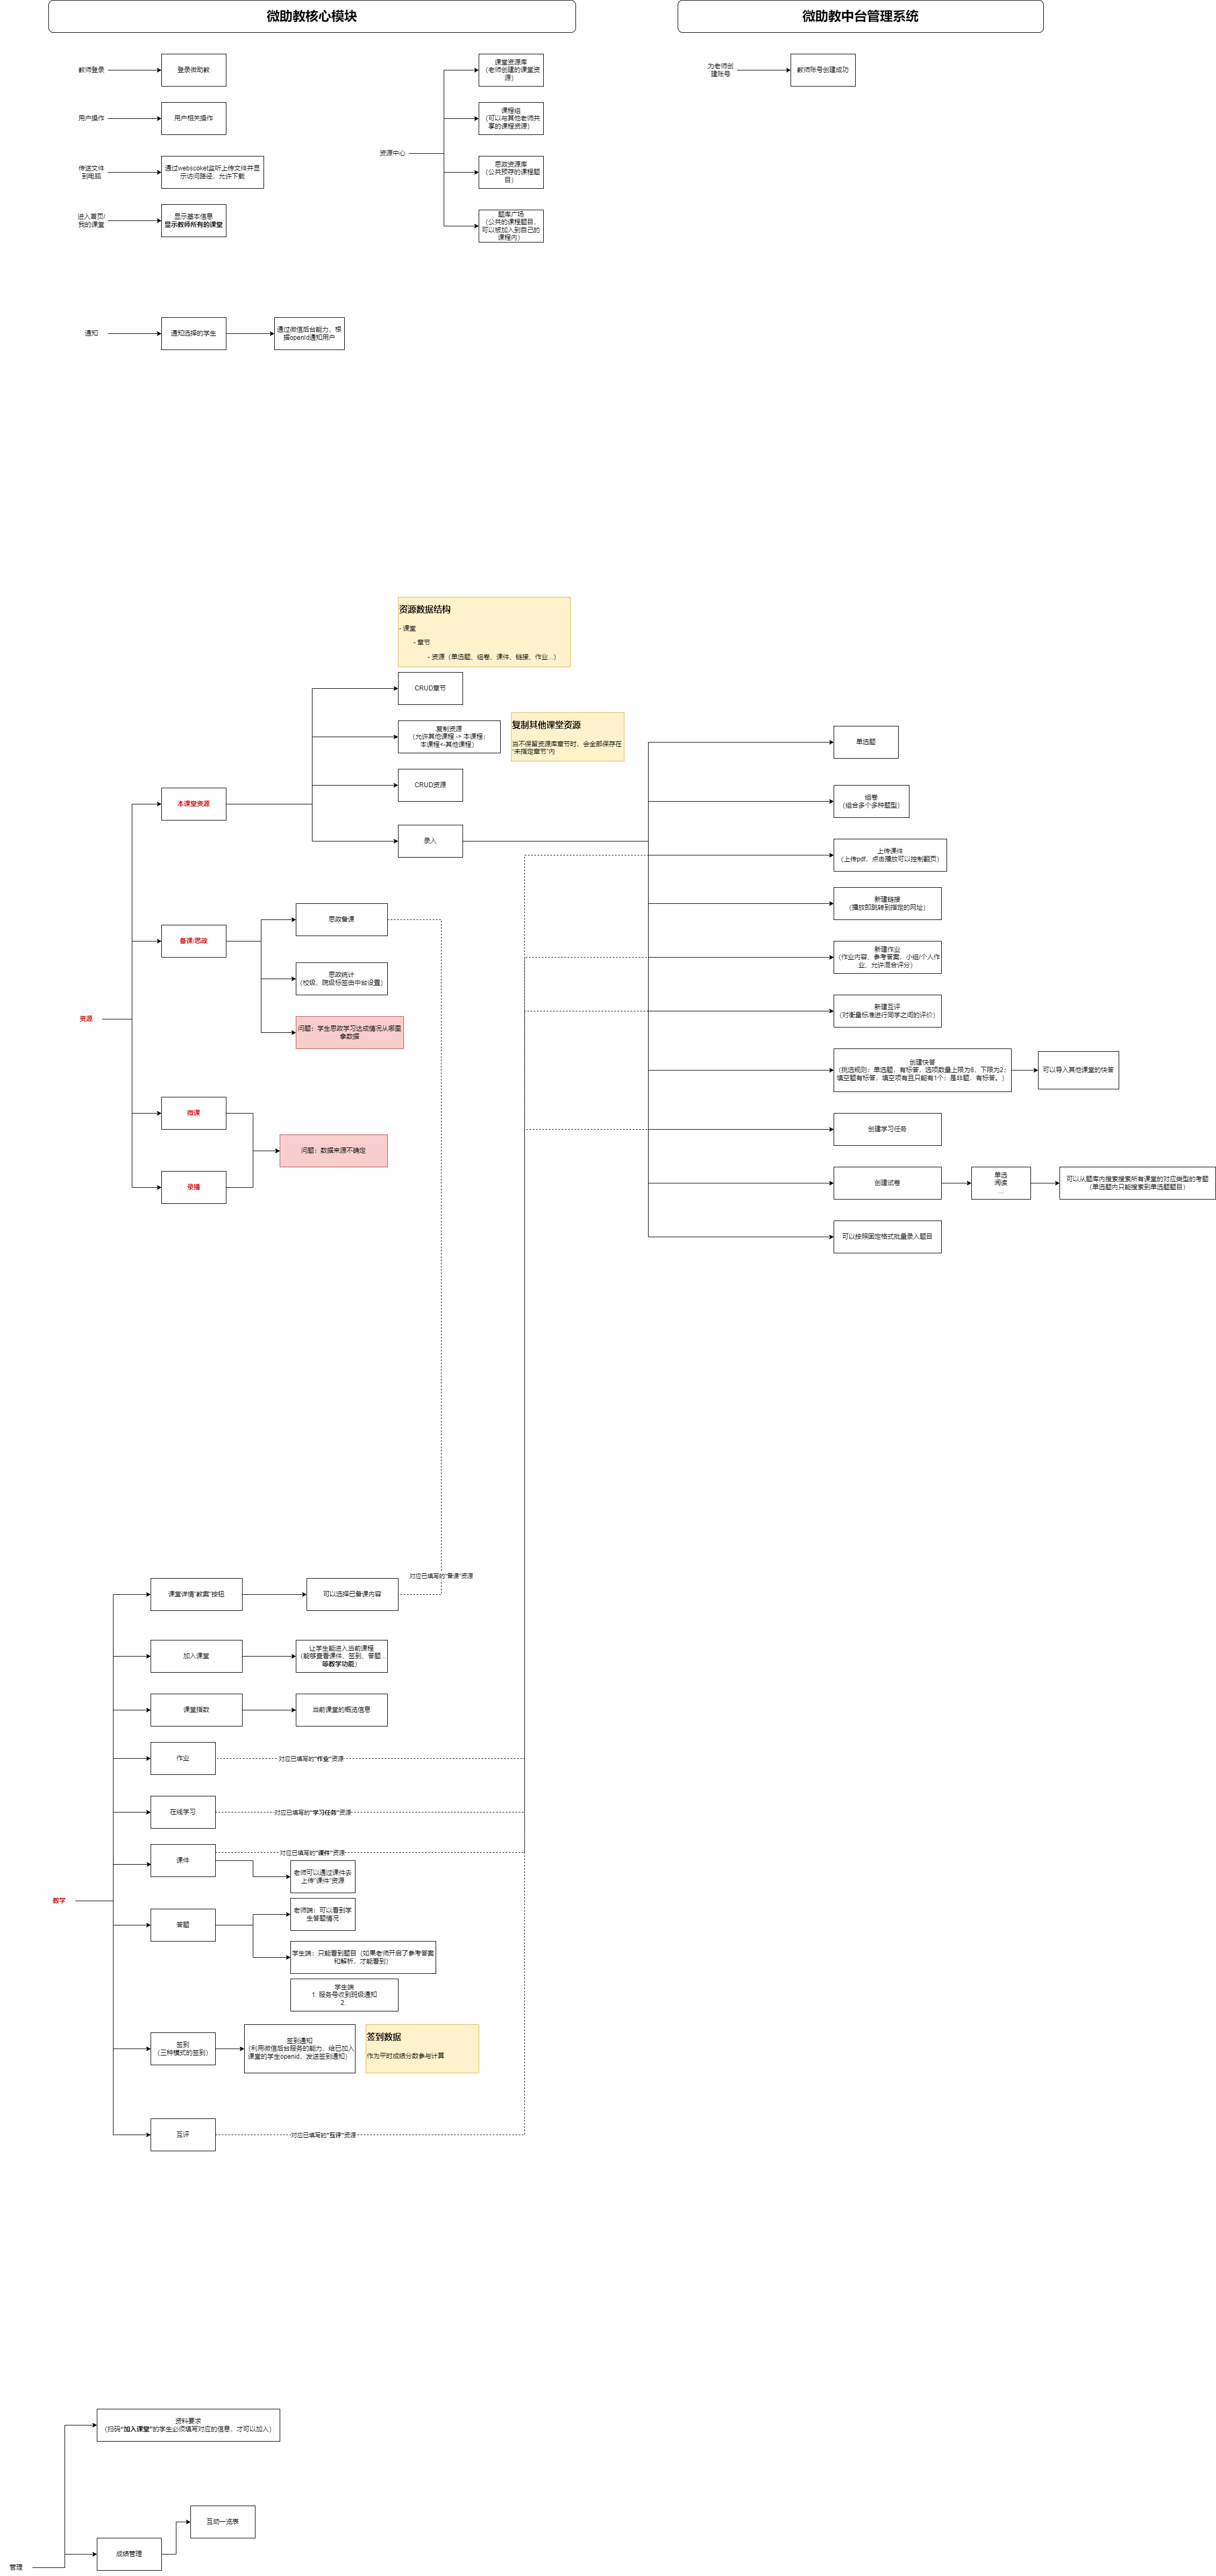 微助教核心模块
微助教中台管理系统
教师登录
登录微助教
用户操作
用户相关操作
传送文件
到电脑
通过webscoket监听上传文件并显
示访问路径，允许下载
进入首页/
我的课堂
显示基本信息
显示教师所有的课堂
资源中心
课堂资源库
（老师创建的课堂资
源）
课程组
（可以与其他老师共
享的课程资源）
思政资源库
（公共预存的课程题
目）
题库广场
（公共的课程题目，
可以被加入到自己的
课程内）
为老师创
建账号
教师账号创建成功
通知
通知选择的学生
通过微信后台能力，根
据openId通知用户
资源数据结构
- 课堂
- 章节
- 资源（单选题、组卷、课件、链接、作业...）
CRUD章节
复制资源
（允许其他课程 -> 本课程；
本课程<-其他课程）
复制其他课堂资源
当不保留资源库章节时，会全部保存在
“未指定章节”内
CRUD资源
录入
资源
本课堂资源
备课/思政
思政备课
思政统计
（校级、院级标签由中台设置）
问题：学生思政学习达成情况从哪里
拿数据
微课
录播
问题：数据来源不确定
单选题
组卷
（组合多个多种题型）
上传课件
（上传pdf，点击播放可以控制翻页）
新建链接
（播放即跳转到指定的网址）
新建作业
（作业内容、参考答案，小组/个人作
业，允许混合评分）
新建互评
（对衡量标准进行同学之间的评价）
创建快答
（挑选规则：单选题，有标答，选项数量上限为6，下限为2；
填空题有标答，填空项有且只能有1个；是非题，有标答。）
可以导入其他课堂的快答
创建学习任务
创建试卷
单选
阅读
...
可以从题库内搜索搜索所有课堂的对应类型的考题
（单选题内只能搜索到单选题题目）
可以按照固定格式批量录入题目
教学
课堂详情“教案”按钮
可以选择已备课内容
对应已填写的“备课”资源
加入课堂
让学生能进入当前课程
（能够查看课件、签到、答题...
等教学功能）
课堂指数
当前课堂的概览信息
作业
对应已填写的“作业”资源
在线学习
对应已填写的“学习任务”资源
课件
对应已填写的“课件”资源
老师可以通过课件去
上传“课件”资源
答题
老师端：可以看到学
生答题情况
学生端：只能看到题目（如果老师开启了参考答案
和解析，才能看到）
学生端
1. 服务号收到班级通知
2.
签到
（三种模式的签到）
签到通知
（利用微信后台服务的能力，给已加入
课堂的学生openid，发送签到通知）
签到数据
作为平时成绩分数参与计算
互评
对应已填写的“互评”资源
管理
资料要求
（扫码“加入课堂”的学生必须填写对应的信息，才可以加入）
成绩管理
互动一览表